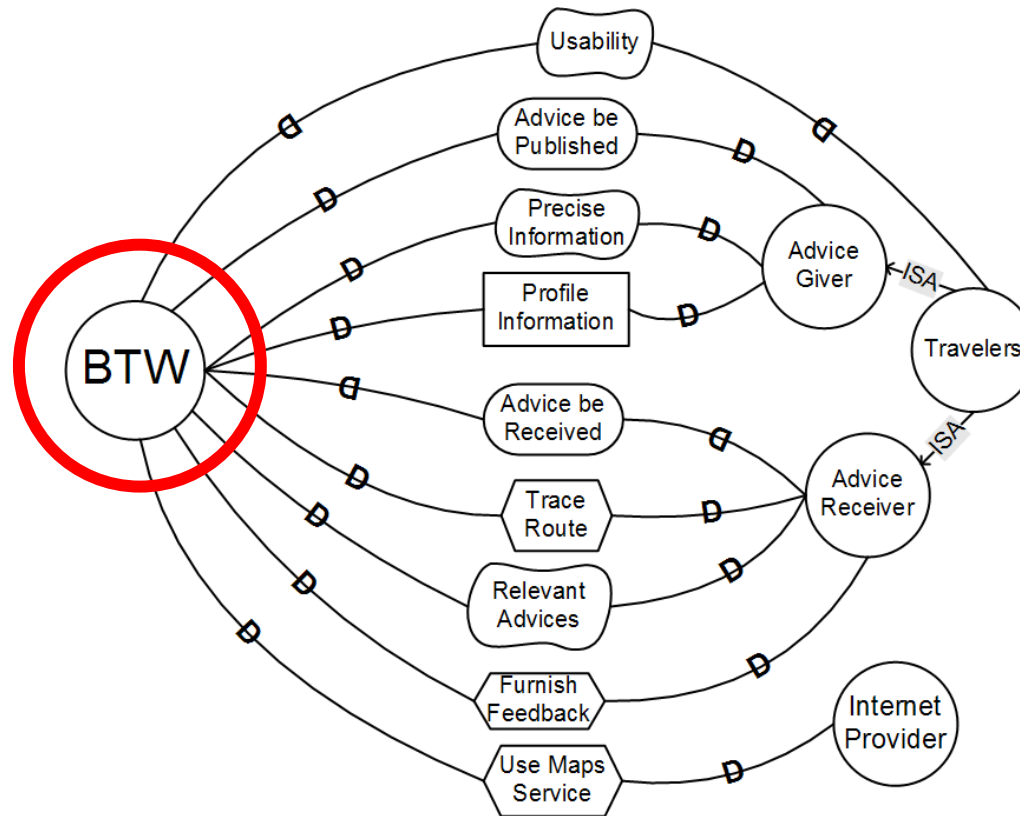 Usability
D
D
Advice be
Published
D
D
Precise
Information
D
D
Advice
Giver
ISA
Profile
Information
D
D
Travelers
BTW
Advice be
Received
D
D
ISA
Advice
Receiver
Trace
Route
D
D
Relevant
Advices
D
D
Furnish
Feedback
D
D
Internet
Provider
Use Maps
Service
D
D